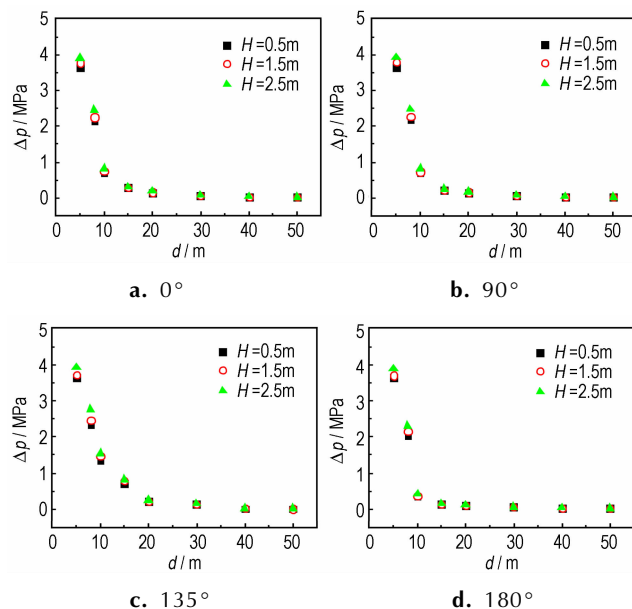 5
4
3
2
1
0
Δp / MPa
H =0.5m
H =1.5m
H =2.5m
0 10 20 30 40 50
d / m
a. 0°
5
4
3
2
1
0
Δp / MPa
H =0.5m
H =1.5m
H =2.5m
0 10 20 30 40 50
d / m
b. 90°
5
4
3
2
1
0
Δp / MPa
H =0.5m
H =1.5m
H =2.5m
0 10 20 30 40 50
d / m
c. 135°
5
4
3
2
1
0
Δp / MPa
H =0.5m
H =1.5m
H =2.5m
0 10 20 30 40 50
d / m
d. 180°